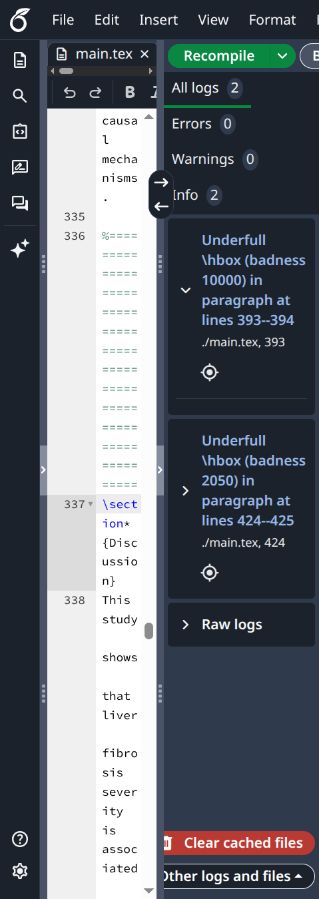 File Edit Insert View Format
main.tex ×
Recompile
B
All logs 2
Errors 0
Warnings 0
Info 2
causa
l
mecha
nisms
.
335
336 %====
=====
=====
=====
=====
=====
=====
=====
=====
=====
=====
=====
=====
=====
337 \sect
ion*
{Disc
ussio
n}
338 This
study
shows
that
liver
fibro
sis
sever
ity
is
assoc
iated
Underfull
\hbox (badness
10000) in
paragraph at
lines 393--394
./main.tex, 393
Underfull
\hbox (badness
2050) in
paragraph at
lines 424--425
./main.tex, 424
Raw logs
Clear cached files
Other logs and files